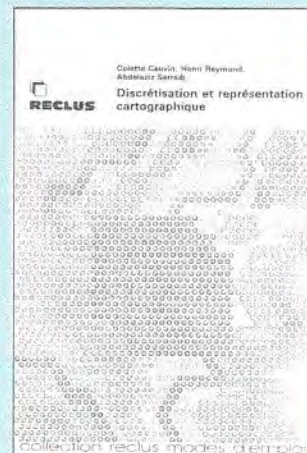 Colette Cauvin, Henri Reymond,
Abdelaziz Serradj
RECLUS
Discrétisation et représentation
cartographique
collection reclus modes d'emploi